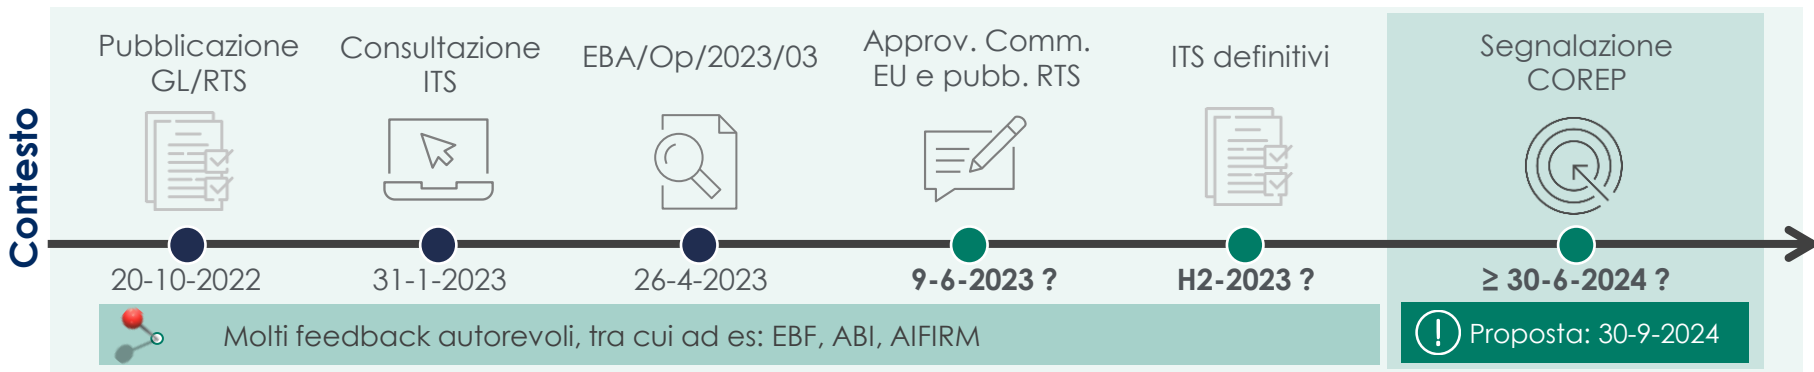 Contesto
Pubblicazione
GL/RTS
20-10-2022
Consultazione
ITS
31-1-2023
EBA/Op/2023/03
26-4-2023
Approv. Comm.
EU e pubb. RTS
9-6-2023 ?
ITS definitivi
H2-2023 ?
Segnalazione
COREP
≥ 30-6-2024 ?
Molti feedback autorevoli, tra cui ad es: EBF, ABI, AIFIRM
Proposta: 30-9-2024